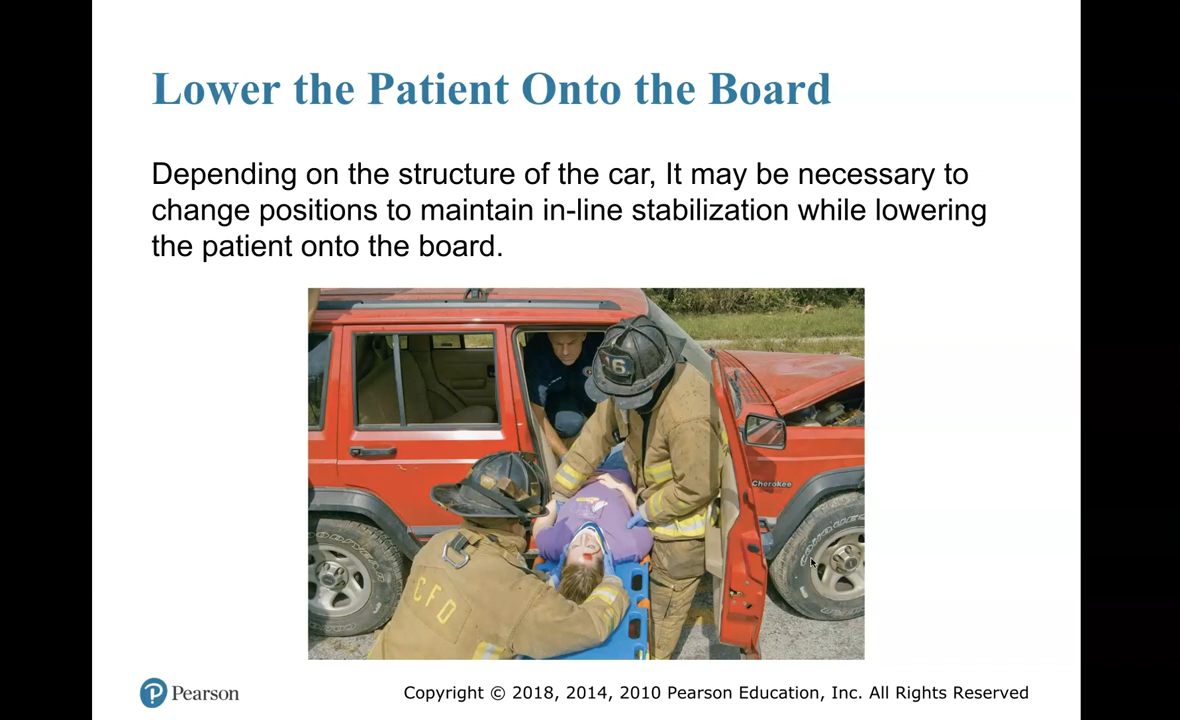 Lower the Patient Onto the Board
Depending on the structure of the car, It may be necessary to
change positions to maintain in-line stabilization while lowering
the patient onto the board.
16
Cherokee
CFD
Pearson
Copyright © 2018, 2014, 2010 Pearson Education, Inc. All Rights Reserved